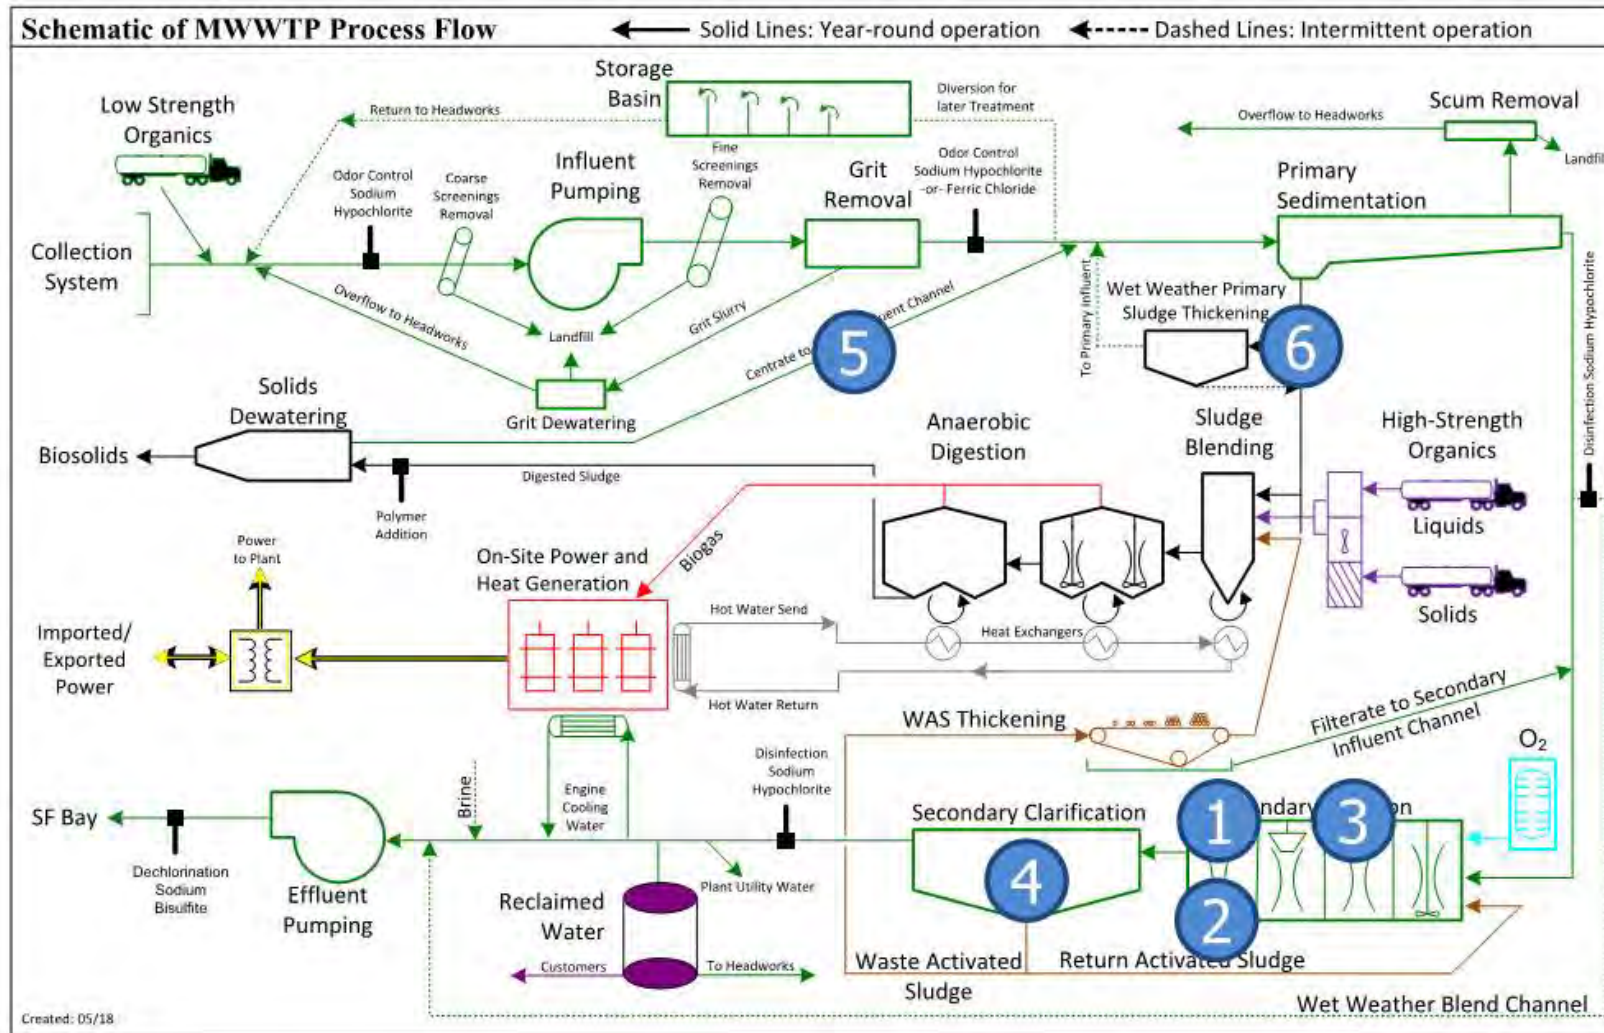 Schematic of MWWTP Process Flow
Solid Lines: Year-round operation
Dashed Lines: Intermittent operation
Low Strength
Organics
Return to Headworks
Storage
Basin
Diversion for
later Treatment
Overflow to Headworks
Scum Removal
Landfill
Odor Control
Sodium
Hypochlorite
Coarse
Screenings
Removal
Influent
Pumping
Fine
Screenings
Removal
Grit
Removal
Odor Control
Sodium Hypochlorite
-or- Ferric Chloride
Primary
Sedimentation
Collection
System
Overflow to Headworks
Landfill
Grit Slurry
Centrate to
uent Channel
5
To Primary Influent
Wet Weather Primary
Sludge Thickening
6
Disinfection Sodium Hypochlorite
Grit Dewatering
Solids
Dewatering
Biosolids
Digested Sludge
Polymer
Addition
Anaerobic
Digestion
Sludge
Blending
High-Strength
Organics
Liquids
Solids
Power
to Plant
On-Site Power and
Heat Generation
Biogas
Imported/
Exported
Power
Hot Water Send
Heat Exchangers
Hot Water Return
WAS Thickening
Filterate to Secondary
Influent Channel
O₂
SF Bay
Brine
Engine
Cooling
Water
Disinfection
Sodium
Hypochlorite
Secondary Clarification
1
ndary
3
on
4
2
Dechlorination
Sodium
Bisulfite
Effluent
Pumping
Reclaimed
Water
Plant Utility Water
Customers
To Headworks
Waste Activated
Sludge
Return Activated Sludge
Wet Weather Blend Channel
Created: 05/18